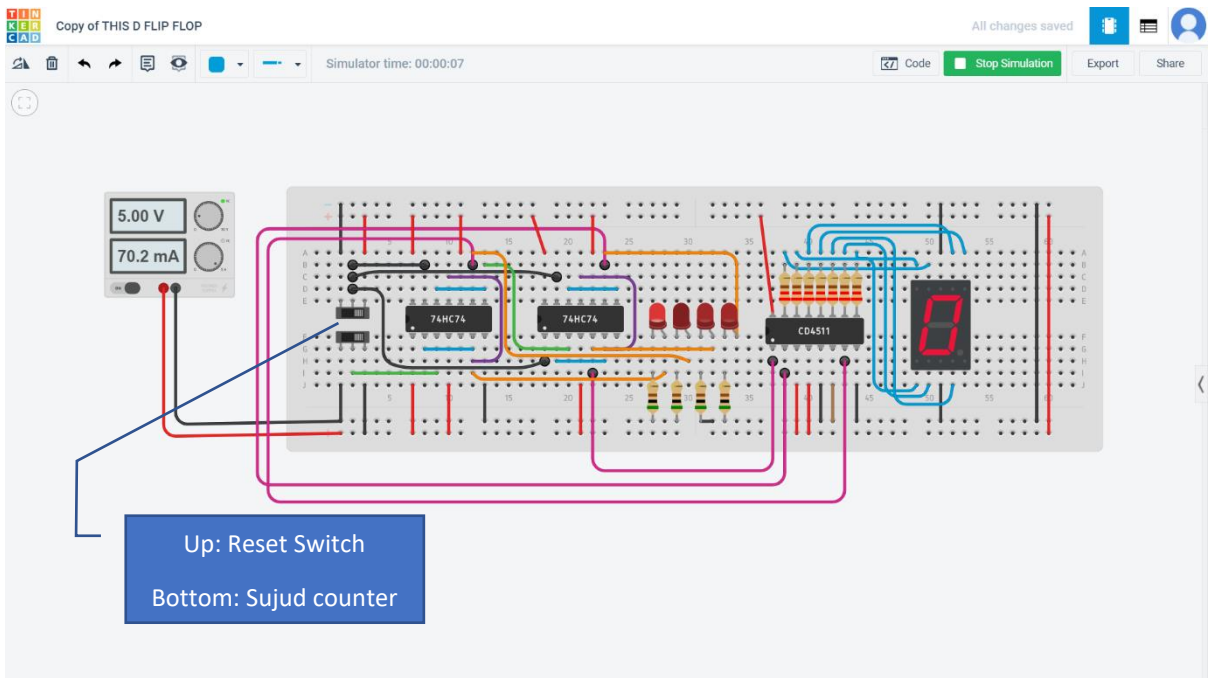 TIN
KER
CAD
Copy of THIS D FLIP FLOP
All changes saved
Simulator time: 00:00:07
Code
Stop Simulation
Export
Share
5.00 V
70.2 mA
74HC74
74HC74
CD4511
Up: Reset Switch
Bottom: Sujud counter